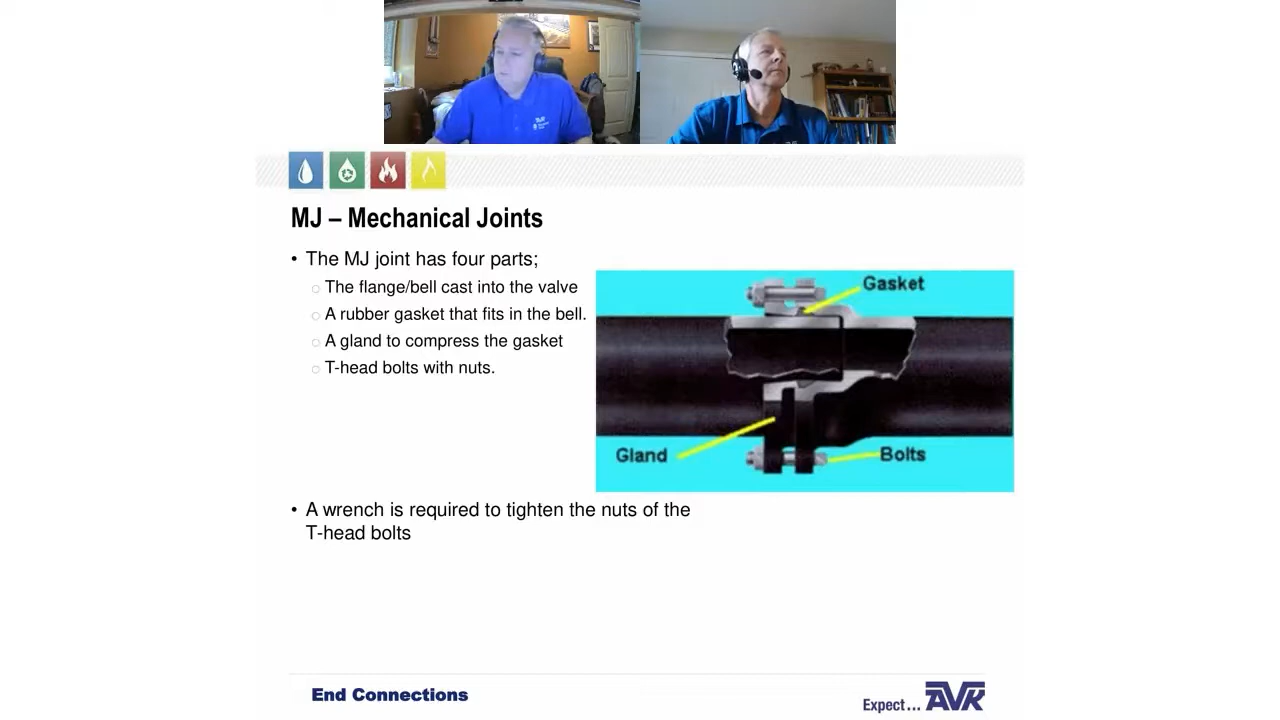 MJ – Mechanical Joints
• The MJ joint has four parts;
○ The flange/bell cast into the valve
○ A rubber gasket that fits in the bell.
○ A gland to compress the gasket
○ T-head bolts with nuts.
Gasket
Gland
Bolts
• A wrench is required to tighten the nuts of the
T-head bolts
End Connections
Expect... AVK